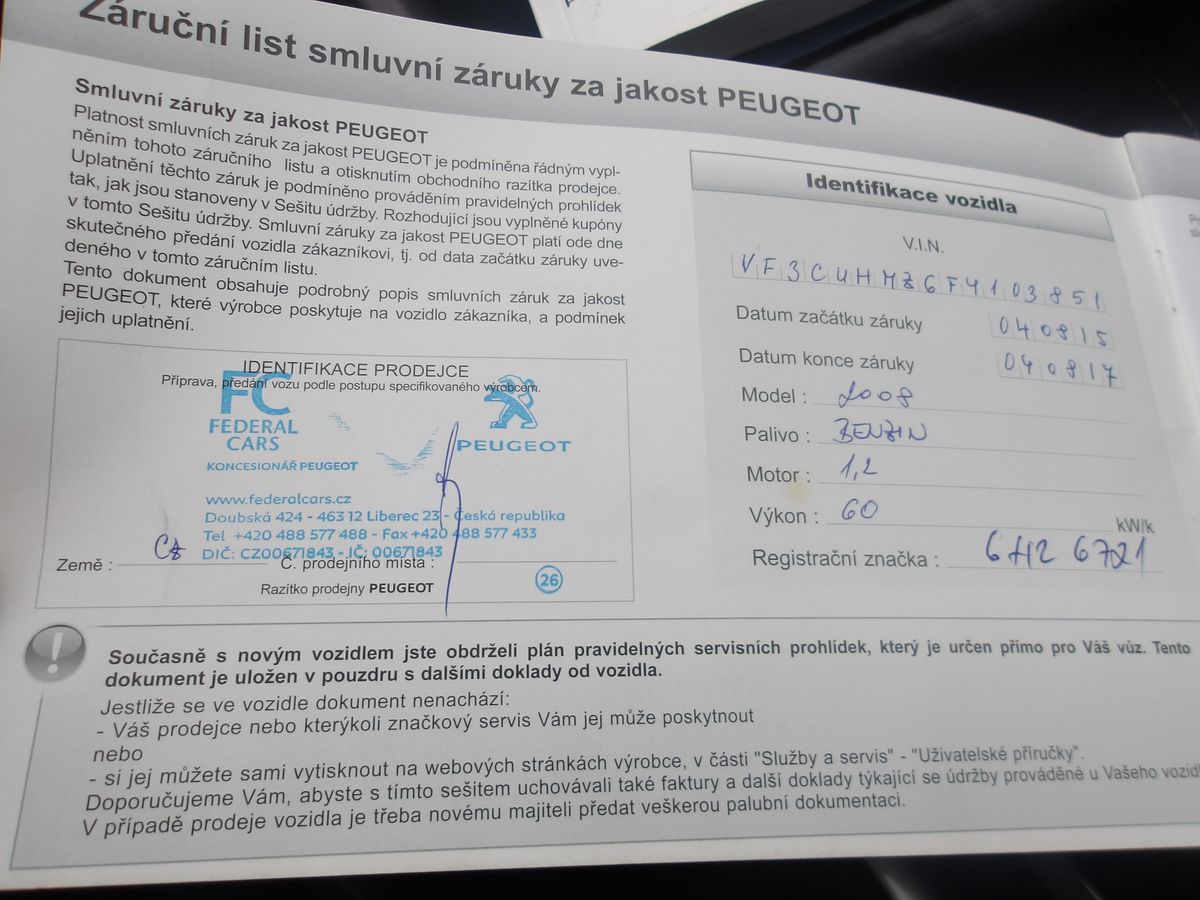 Záruční list smluvní záruky za jakost PEUGEOT
Smluvní záruky za jakost PEUGEOT
Platnost smluvních záruk za jakost PEUGEOT je podmíněna řádným vypl-
něním tohoto záručního listu a otisknutím obchodního razítka prodejce.
Uplatnění těchto záruk je podmíněno prováděním pravidelných prohlídek
tak, jak jsou stanoveny v Sešitu údržby. Rozhodující jsou vyplněné kupóny
v tomto Sešitu údržby. Smluvní záruky za jakost PEUGEOT platí ode dne
skutečného předání vozidla zákazníkovi, tj. od data začátku záruky uve-
deného v tomto záručním listu.
Tento dokument obsahuje podrobný popis smluvních záruk za jakost
PEUGEOT, které výrobce poskytuje na vozidlo zákazníka, a podmínek
jejich uplatnění.
IDENTIFIKACE PRODEJCE
Příprava, předání vozu podle postupu specifikovaného výrobcem.
FC
FEDERAL
CARS
KONCESIONÁŘ PEUGEOT
PEUGEOT
www.federalcars.cz
Doubská 424 - 463 12 Liberec 23 - Česká republika
Tel +420 488 577 488 - Fax +420 488 577 433
DIČ: CZ00671843 - IČ: 00671843
Země : CZ Č. prodejního místa :
Razítko prodejny PEUGEOT
26
Identifikace vozidla
V.I.N.
VF3CUHMZ6FY103851
Datum začátku záruky 040815
Datum konce záruky 040817
Model : 2008
Palivo : BENZIN
Motor : 1,2
Výkon : 60 kW/k
Registrační značka : 6H2 6721
Současně s novým vozidlem jste obdrželi plán pravidelných servisních prohlídek, který je určen přímo pro Váš vůz. Tento
dokument je uložen v pouzdru s dalšími doklady od vozidla.
Jestliže se ve vozidle dokument nenachází:
- Váš prodejce nebo kterýkoli značkový servis Vám jej může poskytnout
nebo
- si jej můžete sami vytisknout na webových stránkách výrobce, v části "Služby a servis" - "Uživatelské příručky".
Doporučujeme Vám, abyste s tímto sešitem uchovávali také faktury a další doklady týkající se údržby prováděné u Vašeho vozidl
V případě prodeje vozidla je třeba novému majiteli předat veškerou palubní dokumentaci.